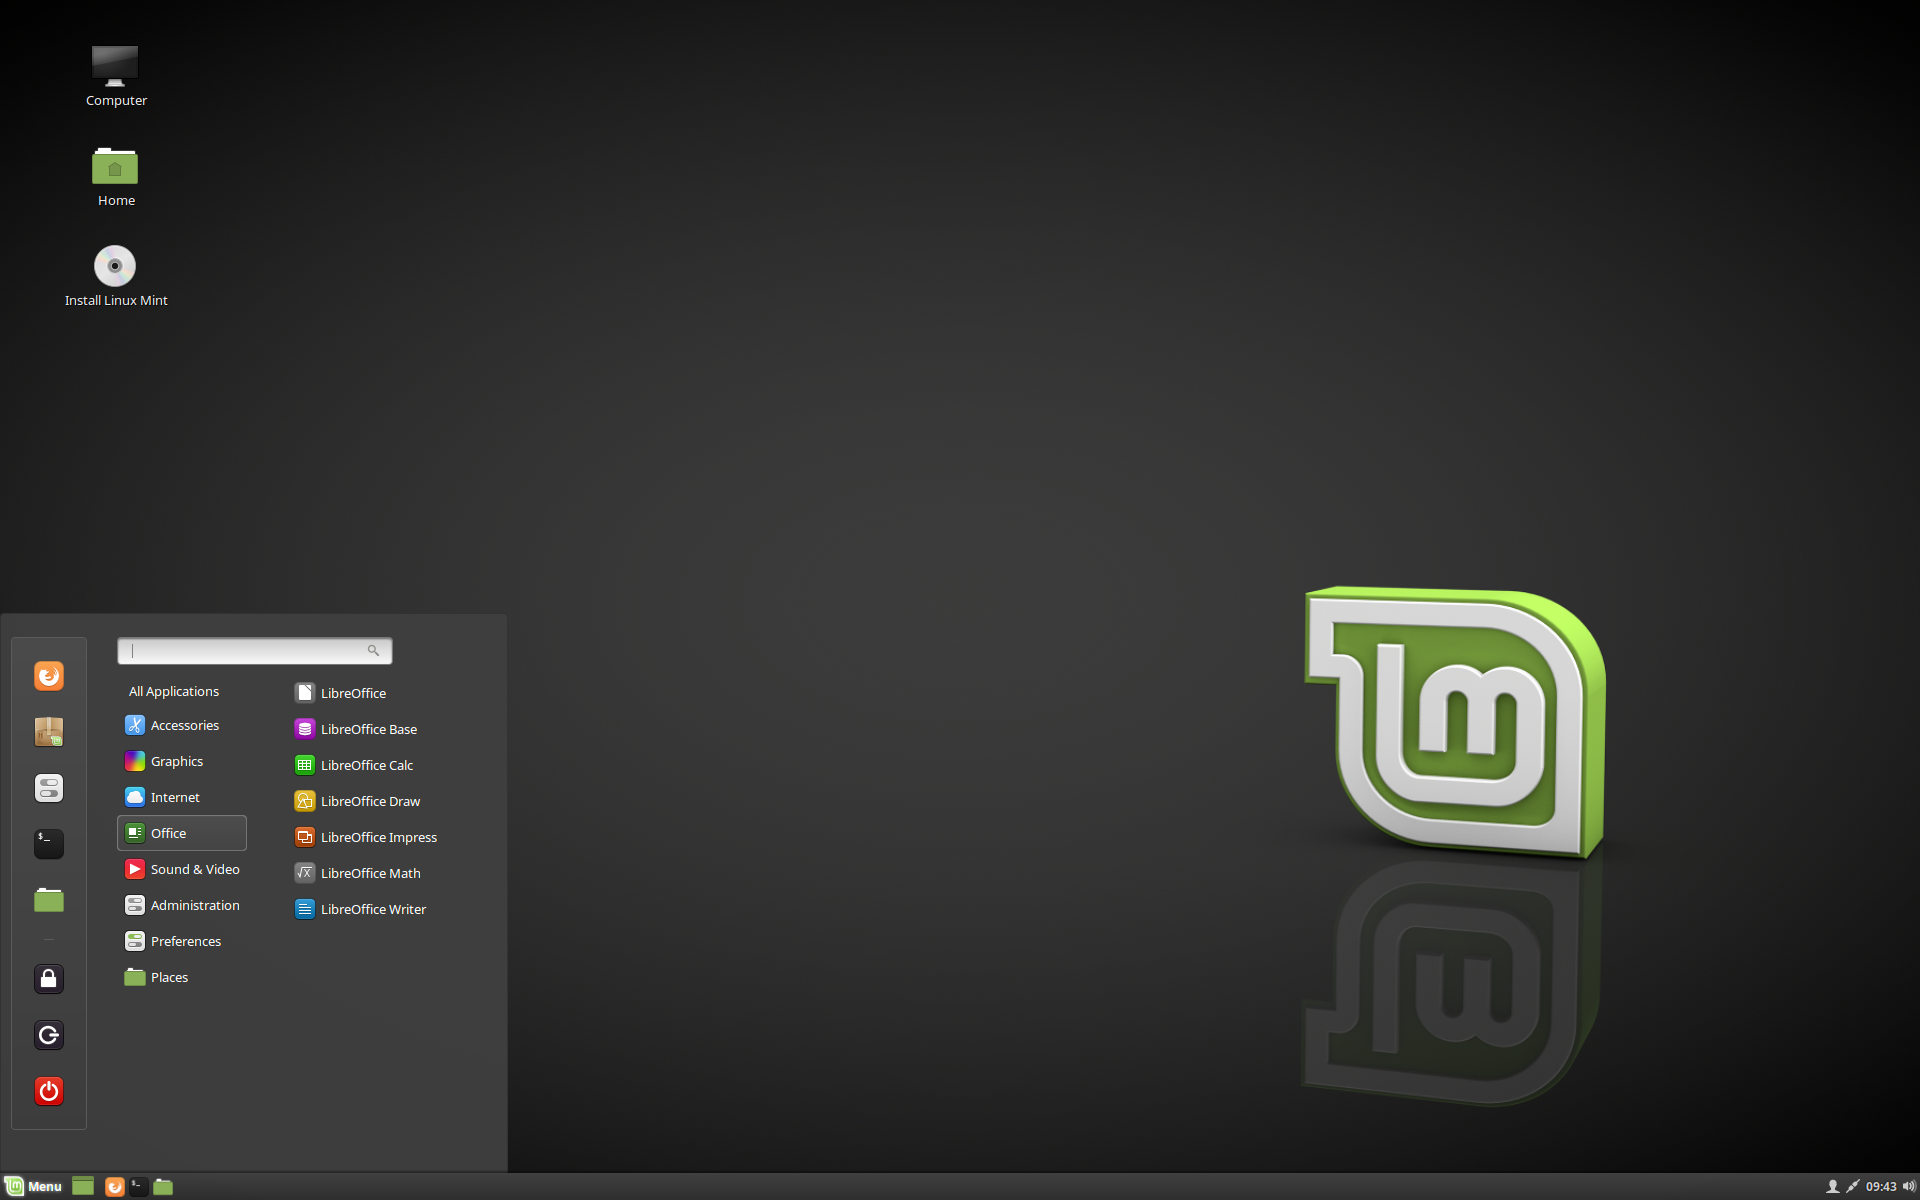 Computer
Home
Install Linux Mint
All Applications
Accessories
Graphics
Internet
Office
Sound & Video
Administration
Preferences
Places
LibreOffice
LibreOffice Base
LibreOffice Calc
LibreOffice Draw
LibreOffice Impress
LibreOffice Math
LibreOffice Writer
Menu
09:43